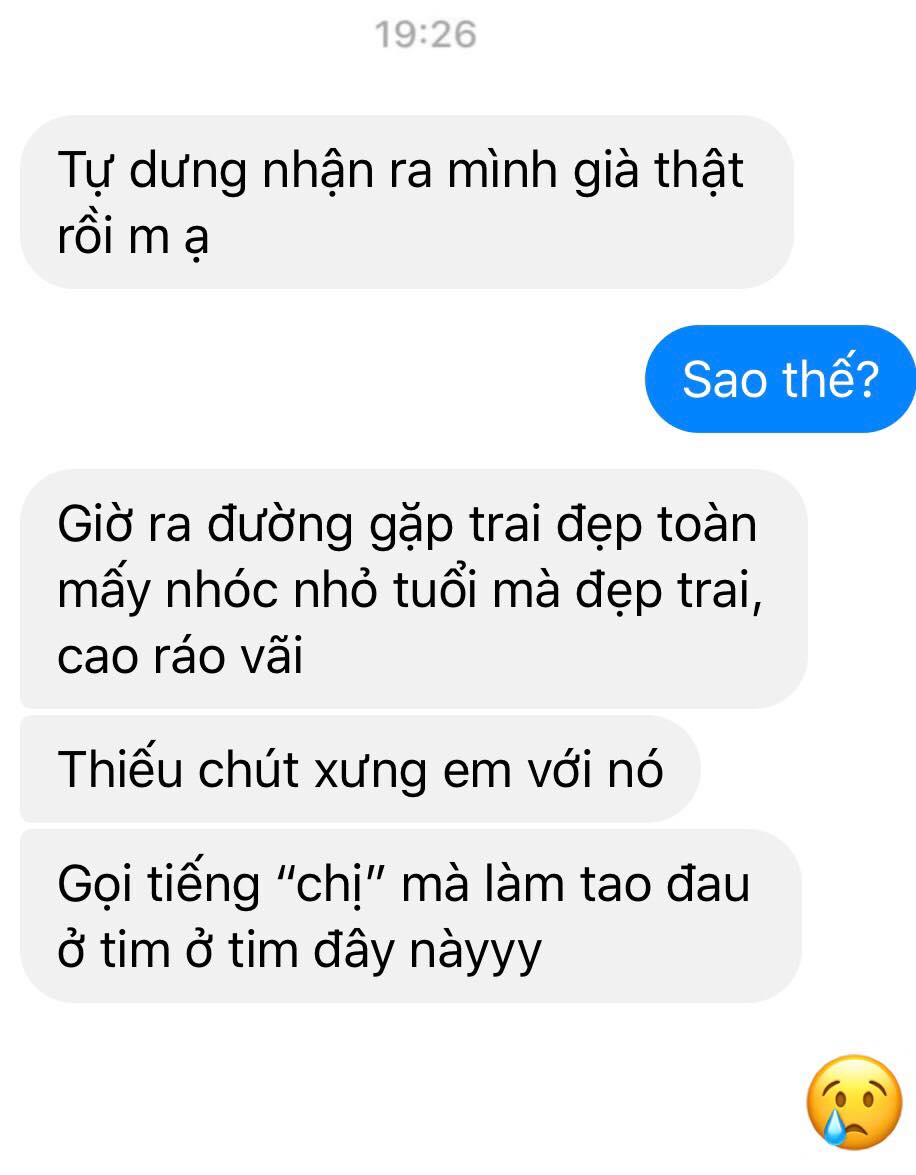 19:26
Tự dưng nhận ra mình già thật
rồi m ạ
Sao thế?
Giờ ra đường gặp trai đẹp toàn
mấy nhóc nhỏ tuổi mà đẹp trai,
cao ráo vãi
Thiếu chút xưng em với nó
Gọi tiếng “chị” mà làm tao đau
ở tim ở tim đây nàyyy